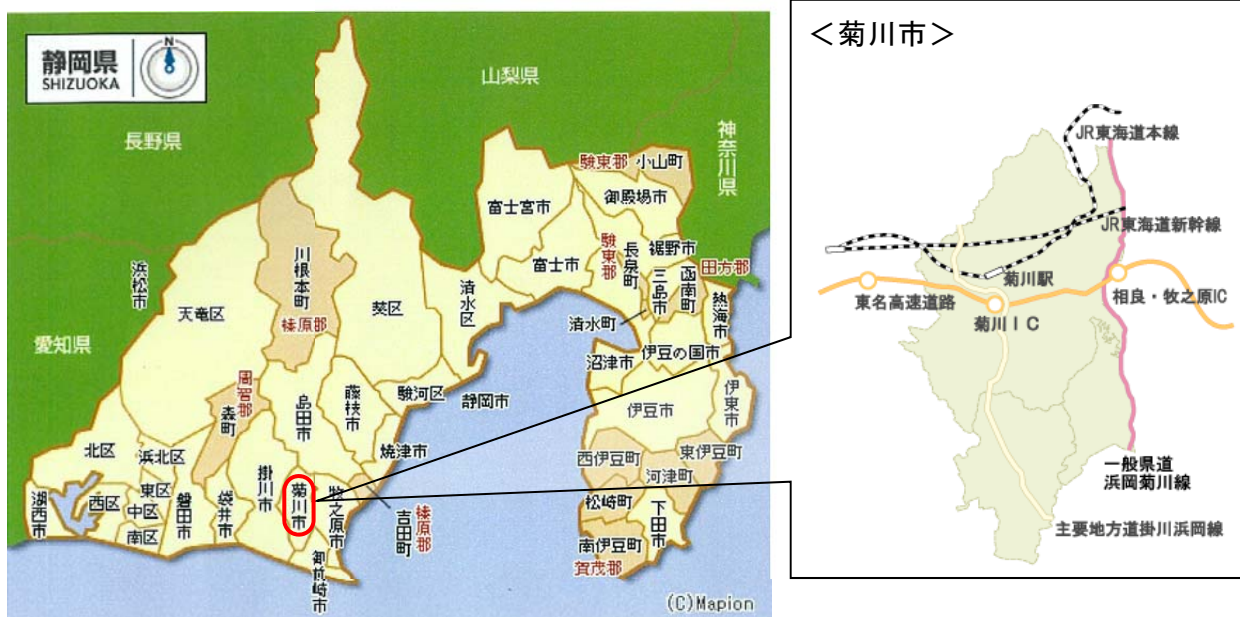 静岡県
SHIZUOKA
N
山梨県
長野県
神奈川県
愛知県
駿東郡
小山町
御殿場市
富士宮市
富士市
駿東郡
長泉町
裾野市
三島市
函南町
田方郡
熱海市
清水町
沼津市
伊豆の国市
伊東市
伊豆市
西伊豆町
東伊豆町
河津町
松崎町
下田市
南伊豆町
賀茂郡
浜松市
天竜区
川根本町
榛原郡
葵区
清水区
駿河区
静岡市
周智郡
森町
島田市
藤枝市
焼津市
北区
浜北区
東区
中区
西区
南区
湖西市
磐田市
袋井市
掛川市
菊川市
牧之原市
御前崎市
吉田町
榛原郡
(C)Mapion
＜菊川市＞
JR東海道本線
JR東海道新幹線
菊川駅
東名高速道路
菊川ＩＣ
相良・牧之原IC
一般県道
浜岡菊川線
主要地方道掛川浜岡線